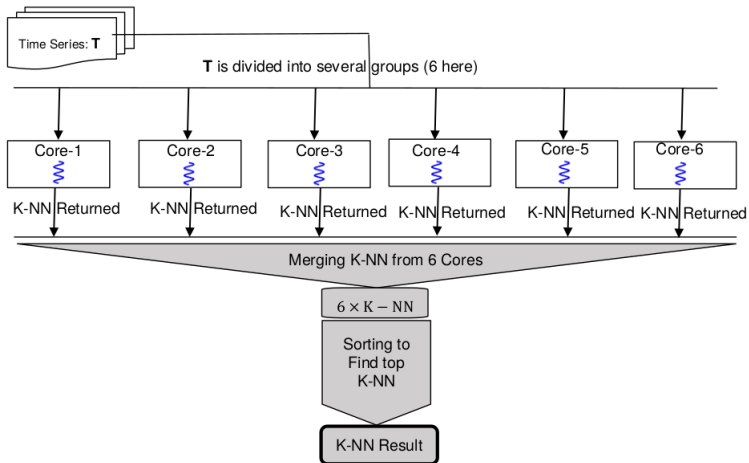 Time Series: T
T is divided into several groups (6 here)
Core-1
Core-2
Core-3
Core-4
Core-5
Core-6
K-NN Returned
K-NN Returned
K-NN Returned
K-NN Returned
K-NN Returned
K-NN Returned
Merging K-NN from 6 Cores
6 × K − NN
Sorting to
Find top
K-NN
K-NN Result